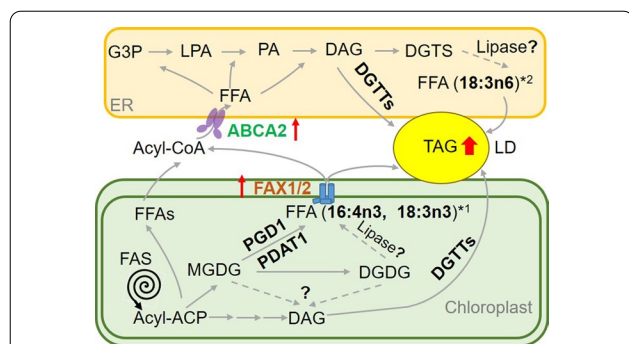 G3P LPA PA DAG DGTS Lipase?
FFA (18:3n6)*2
DGTTs
FFA
ER
ABCA2
Acyl-CoA
TAG LD
FAX1/2
FFAs
FFA (16:4n3, 18:3n3)*1
PGD1
PDAT1
Lipase?
FAS
MGDG
DGDG
DGTTs
?
Acyl-ACP DAG
Chloroplast